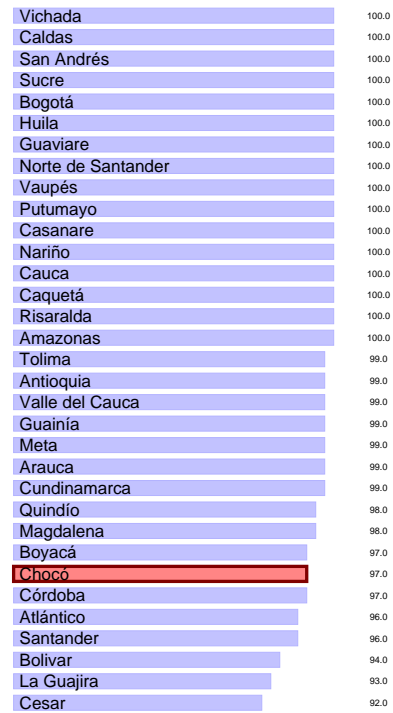 Vichada 100.0
Caldas 100.0
San Andrés 100.0
Sucre 100.0
Bogotá 100.0
Huila 100.0
Guaviare 100.0
Norte de Santander 100.0
Vaupés 100.0
Putumayo 100.0
Casanare 100.0
Nariño 100.0
Cauca 100.0
Caquetá 100.0
Risaralda 100.0
Amazonas 100.0
Tolima 99.0
Antioquia 99.0
Valle del Cauca 99.0
Guainía 99.0
Meta 99.0
Arauca 99.0
Cundinamarca 99.0
Quindío 98.0
Magdalena 98.0
Boyacá 97.0
Chocó 97.0
Córdoba 97.0
Atlántico 96.0
Santander 96.0
Bolivar 94.0
La Guajira 93.0
Cesar 92.0